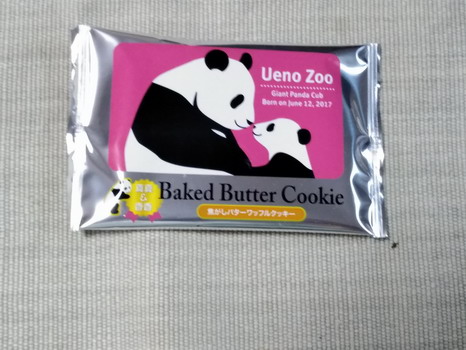 Ueno Zoo
Giant Panda Cub
Born on June 12, 2017
&
Baked Butter Cookie
焦がしバターワッフルクッキー